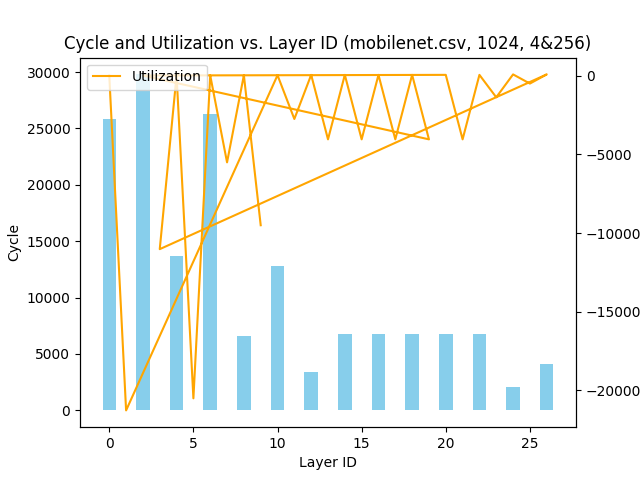 Cycle and Utilization vs. Layer ID (mobilenet.csv, 1024, 4&256)
Utilization
30000
25000
20000
15000
10000
5000
0
Cycle
0
−5000
−10000
−15000
−20000
0 5 10 15 20 25
Layer ID